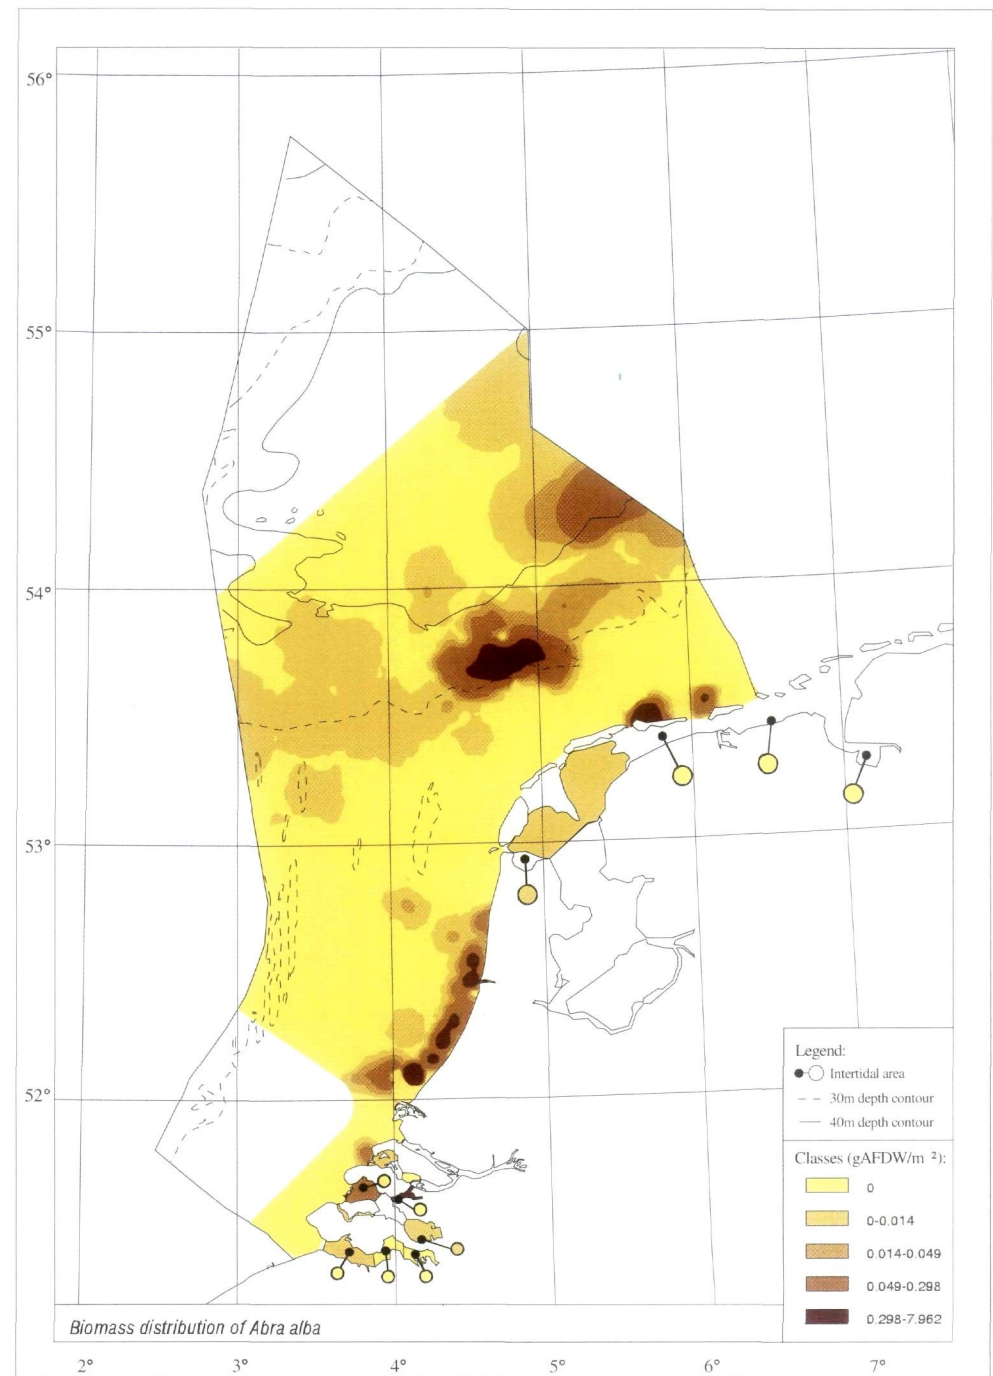 56°
55°
54°
53°
52°
Legend:
Intertidal area
30m depth contour
40m depth contour
Classes (gAFDW/m ²):
0
0-0.014
0.014-0.049
0.049-0.298
0.298-7.962
Biomass distribution of Abra alba
2° 3° 4° 5° 6° 7°